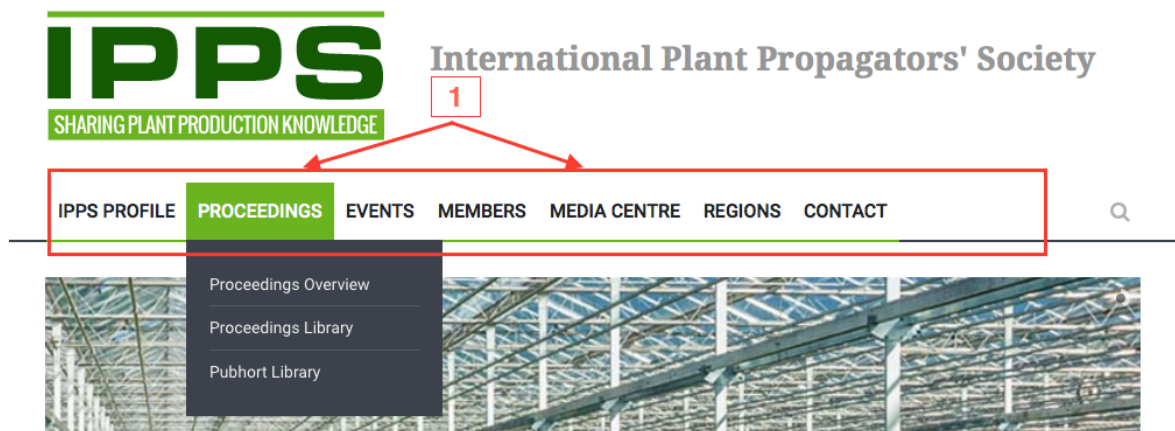 IPPS
SHARING PLANT PRODUCTION KNOWLEDGE
International Plant Propagators' Society
1
IPPS PROFILE PROCEEDINGS EVENTS MEMBERS MEDIA CENTRE REGIONS CONTACT
Proceedings Overview
Proceedings Library
Pubhort Library